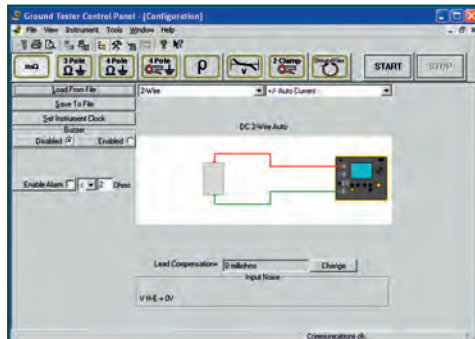 Ground Tester Control Panel - [Configuration]
File View Instrument Tools Window Help
mΩ 3 Pole Ω 4 Pole Ω 4 Pole ρ V 2 Clamp START STOP
Load From File
2-Wire +/- Auto Current
Save To File
Set Instrument Clock
Buzzer
Disabled Enabled
DC 2-Wire Auto
Enable Alarm < 2 Ohms
Lead Compensation= 0 milliohms Change
Input Noise
V H-E = 0V
Communications ok.